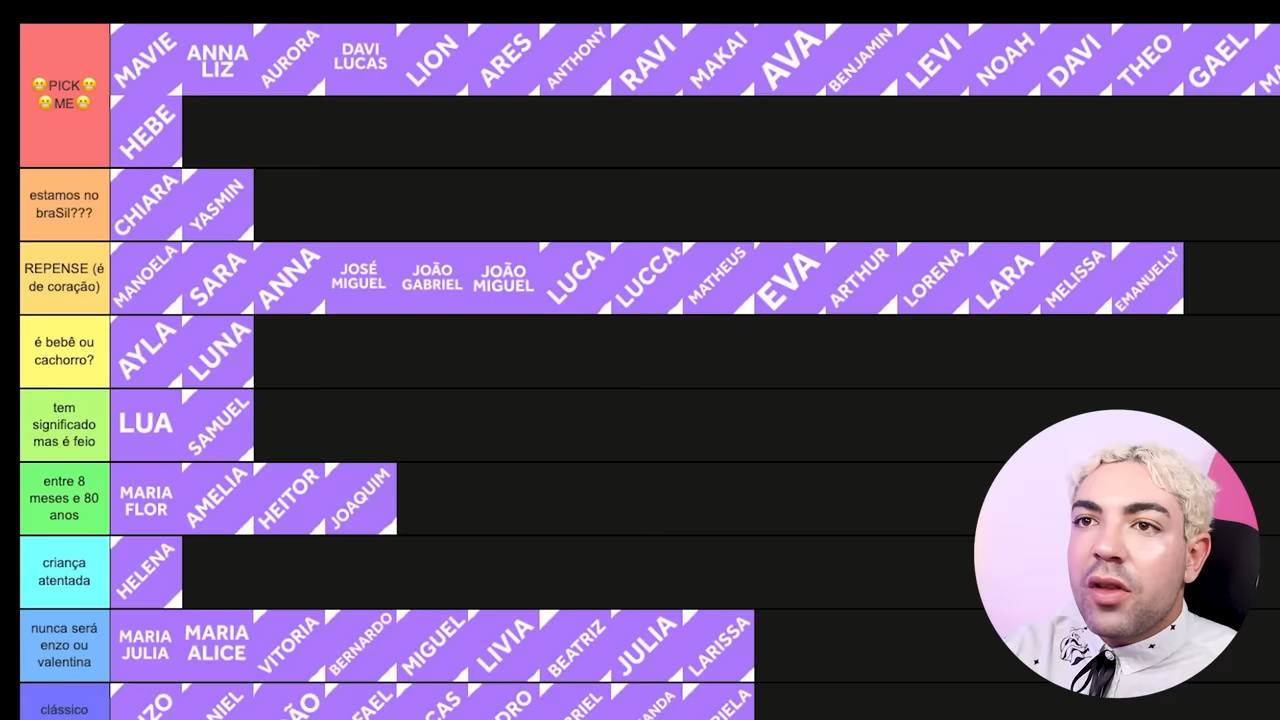 😬PICK😬
😬ME😬
MAVIE
ANNA
LIZ
AURORA
DAVI
LUCAS
LION
ARES
ANTHONY
RAVI
MAKAI
AVA
BENJAMIN
LEVI
NOAH
DAVI
THEO
GAEL
HEBE
estamos no
braSil???
CHIARA
YASMIN
REPENSE (é
de coração)
MANOELA
SARA
ANNA
JOSÉ
MIGUEL
JOÃO
GABRIEL
JOÃO
MIGUEL
LUCA
LUCCA
MATHEUS
EVA
ARTHUR
LORENA
LARA
MELISSA
EMANUELLY
é bebê ou
cachorro?
AYLA
LUNA
tem
significado
mas é feio
LUA
SAMUEL
entre 8
meses e 80
anos
MARIA
FLOR
AMELIA
HEITOR
JOAQUIM
criança
atentada
HELENA
nunca será
enzo ou
valentina
MARIA
JULIA
MARIA
ALICE
VITORIA
BERNARDO
MIGUEL
LIVIA
BEATRIZ
JULIA
LARISSA
clássico